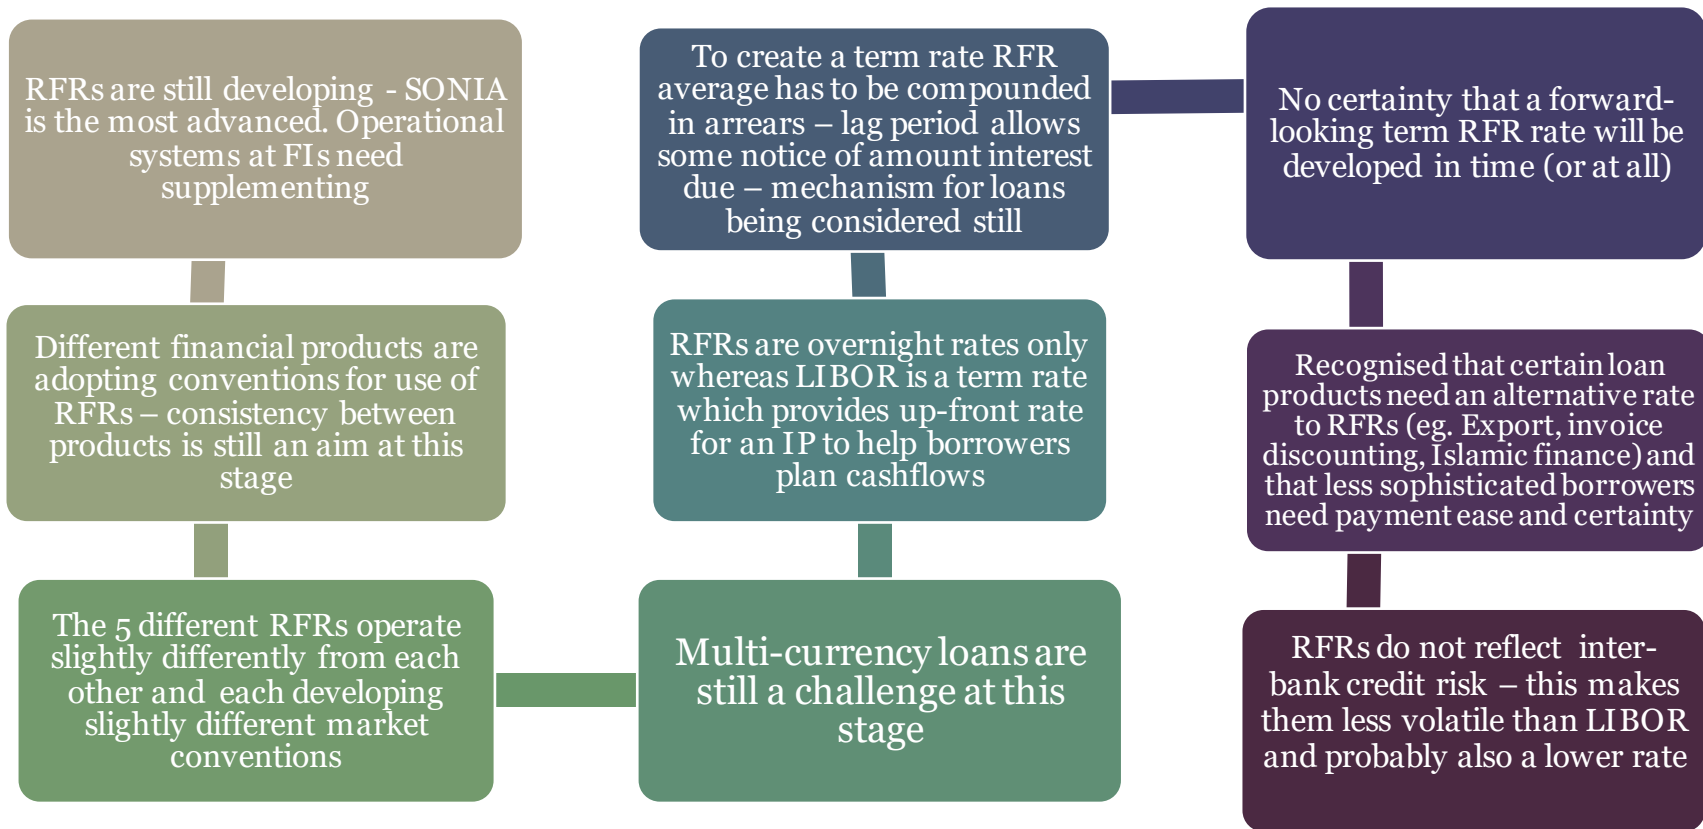 RFRs are still developing - SONIA
is the most advanced. Operational
systems at FIs need
supplementing
Different financial products are
adopting conventions for use of
RFRs – consistency between
products is still an aim at this
stage
The 5 different RFRs operate
slightly differently from each
other and each developing
slightly different market
conventions
Multi-currency loans are
still a challenge at this
stage
RFRs are overnight rates only
whereas LIBOR is a term rate
which provides up-front rate
for an IP to help borrowers
plan cashflows
To create a term rate RFR
average has to be compounded
in arrears – lag period allows
some notice of amount interest
due – mechanism for loans
being considered still
No certainty that a forward-
looking term RFR rate will be
developed in time (or at all)
Recognised that certain loan
products need an alternative rate
to RFRs (eg. Export, invoice
discounting, Islamic finance) and
that less sophisticated borrowers
need payment ease and certainty
RFRs do not reflect inter-
bank credit risk – this makes
them less volatile than LIBOR
and probably also a lower rate